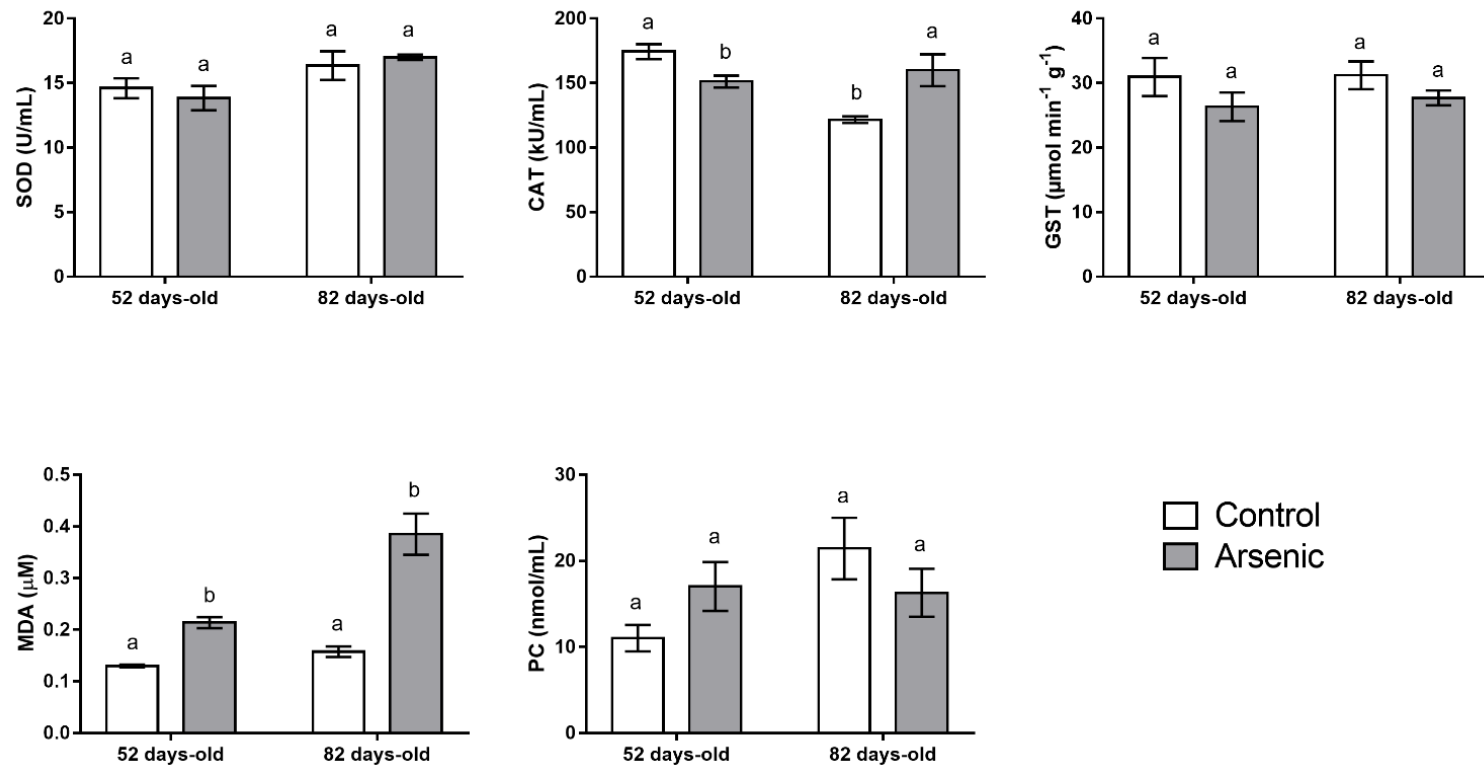 SOD (U/mL)
20
15
10
5
0
a
a
a
a
52 days-old
82 days-old
CAT (kU/mL)
200
150
100
50
0
a
b
b
a
52 days-old
82 days-old
GST (µmol min⁻¹ g⁻¹)
40
30
20
10
0
a
a
a
a
52 days-old
82 days-old
MDA (µM)
0.5
0.4
0.3
0.2
0.1
0.0
a
b
a
b
52 days-old
82 days-old
PC (nmol/mL)
30
20
10
0
a
a
a
a
52 days-old
82 days-old
Control
Arsenic